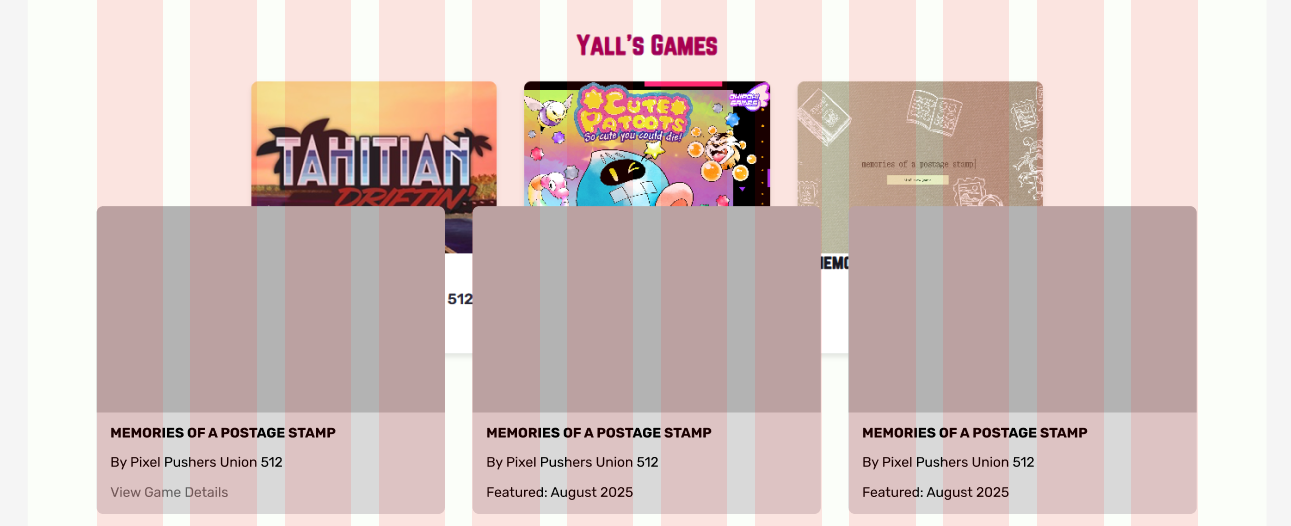 Yall's Games
CUTE
PATOOTS
So cute you could die!
TAHITIAN
DRIFTIN'
memories of a postage stamp
512
MEMORIES OF A POSTAGE STAMP
By Pixel Pushers Union 512
View Game Details
MEMORIES OF A POSTAGE STAMP
By Pixel Pushers Union 512
Featured: August 2025
MEMORIES OF A POSTAGE STAMP
By Pixel Pushers Union 512
Featured: August 2025